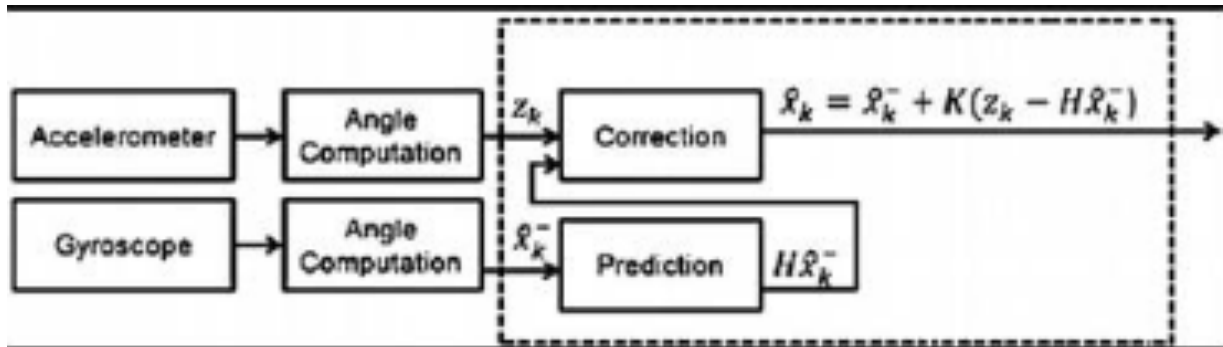 Accelerometer
Angle
Computation
z_k
Correction
x̂_k = x̂_k^- + K(z_k − Hx̂_k^-)
Gyroscope
Angle
Computation
x̂_k^-
Prediction
Hx̂_k^-